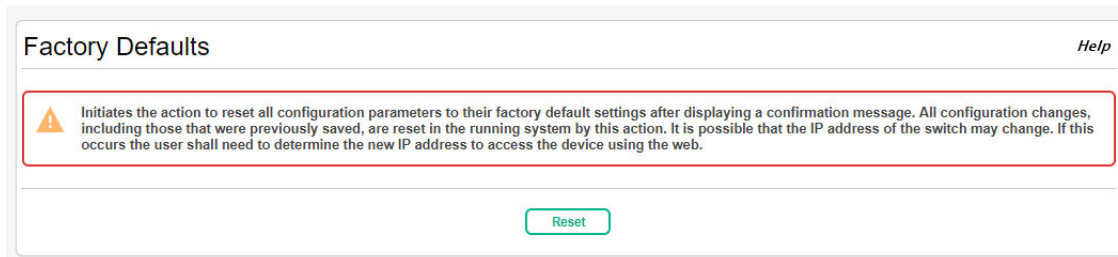 Factory Defaults
Help
Initiates the action to reset all configuration parameters to their factory default settings after displaying a confirmation message. All configuration changes,
including those that were previously saved, are reset in the running system by this action. It is possible that the IP address of the switch may change. If this
occurs the user shall need to determine the new IP address to access the device using the web.
Reset